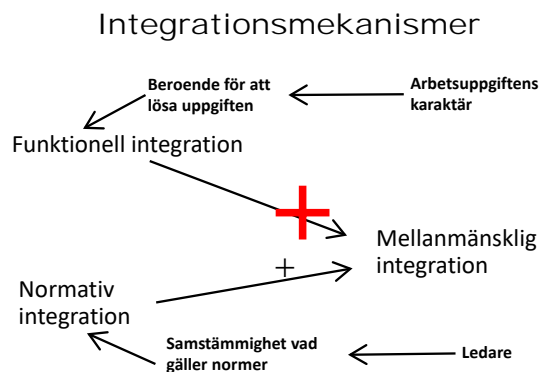 Integrationsmekanismer
Beroende för att
lösa uppgiften
Arbetsuppgiftens
karaktär
Funktionell integration
+
Mellanmänsklig
integration
+
Normativ
integration
Samstämmighet vad
gäller normer
Ledare